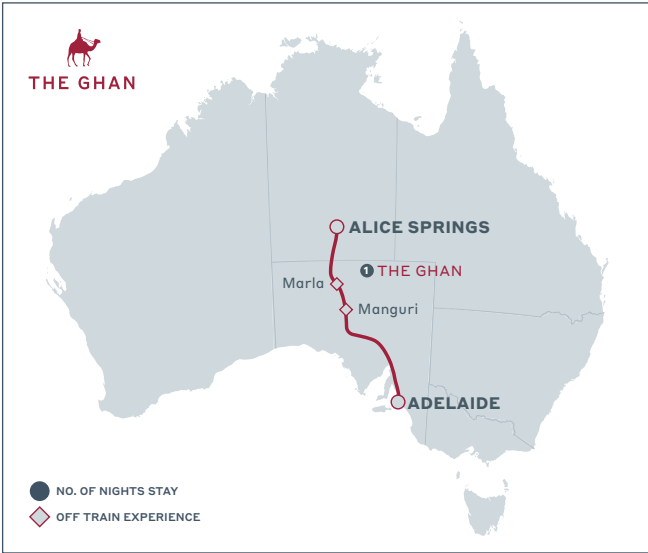 THE GHAN
ALICE SPRINGS
1 THE GHAN
Marla
Manguri
ADELAIDE
NO. OF NIGHTS STAY
OFF TRAIN EXPERIENCE